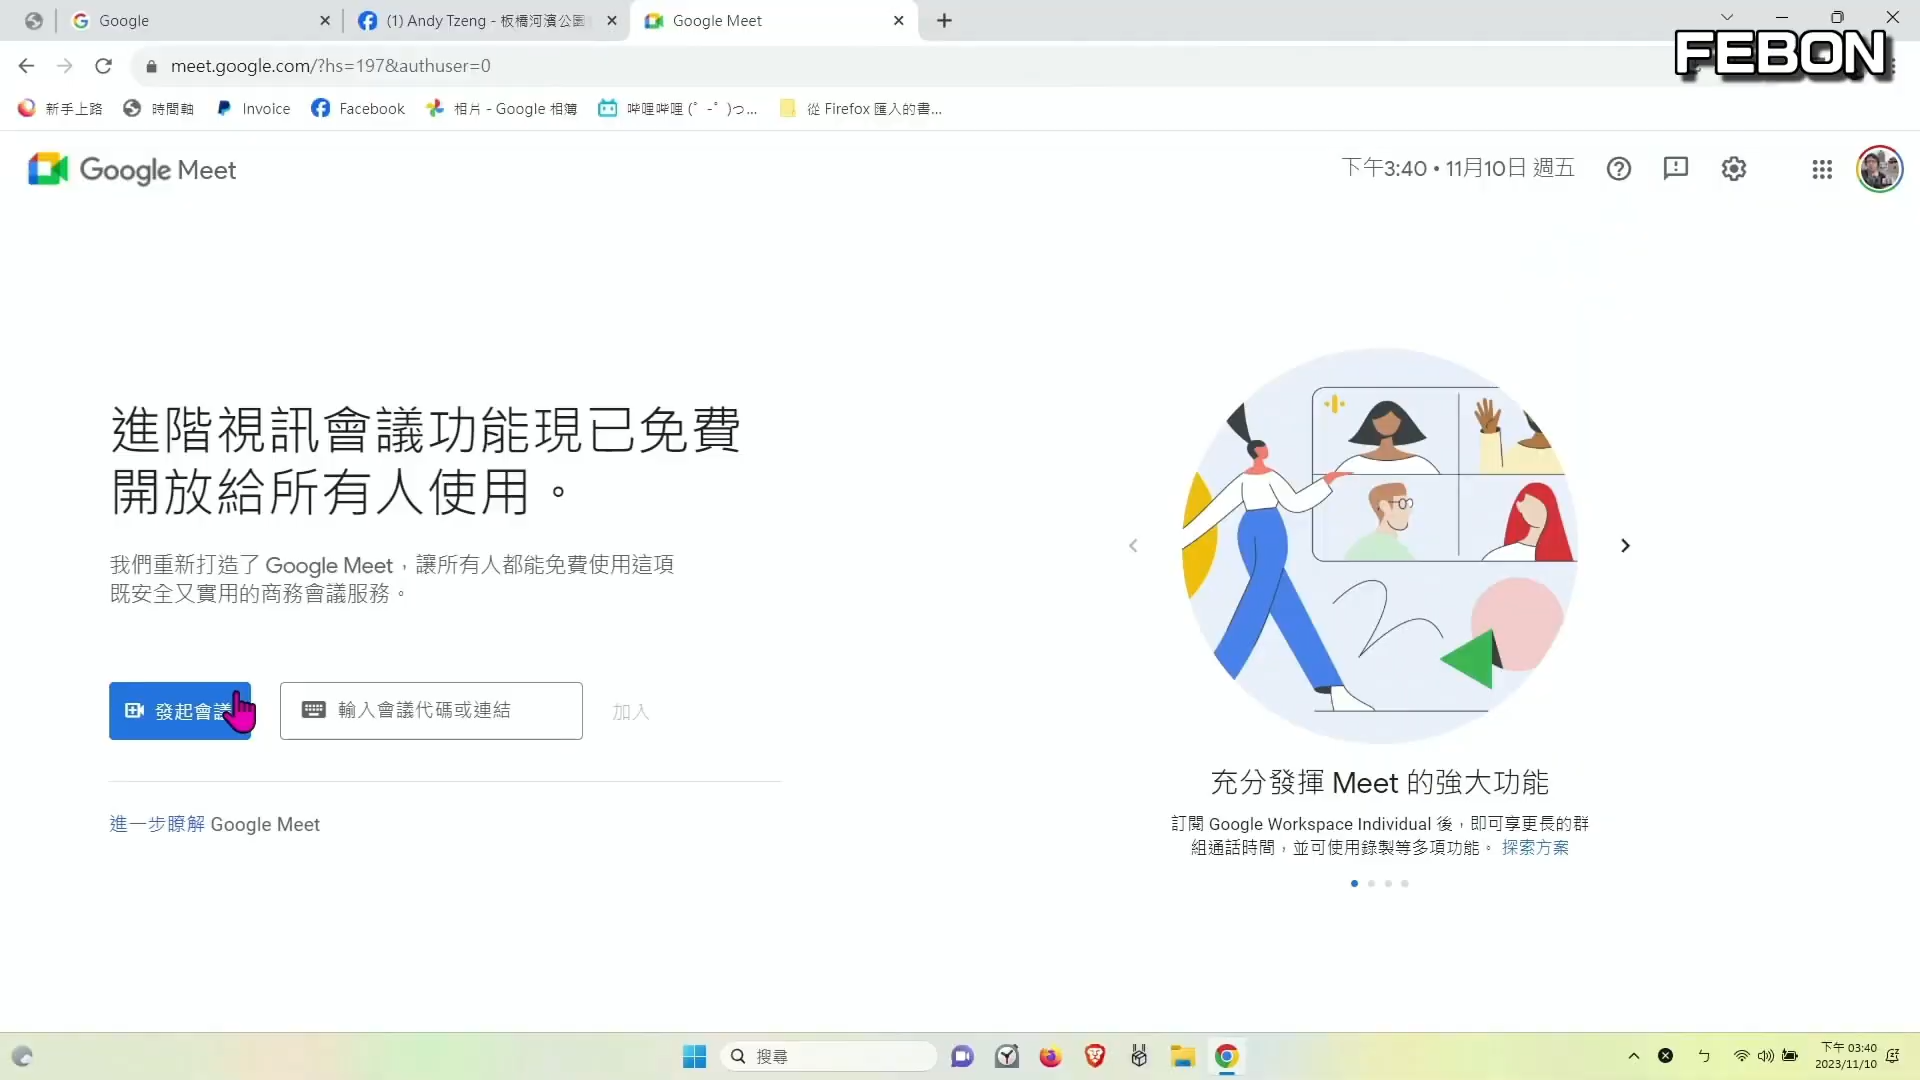 Google
(1) Andy Tzeng - 板橋河濱公園
Google Meet
FEBON
meet.google.com/?hs=197&authuser=0
新手上路
時間軸
Invoice
Facebook
相片 - Google 相簿
哔哩哔哩 (゜-゜)つ...
從 Firefox 匯入的書...
Google Meet
下午3:40 • 11月10日 週五
進階視訊會議功能現已免費
開放給所有人使用。
我們重新打造了 Google Meet，讓所有人都能免費使用這項
既安全又實用的商務會議服務。
發起會議
輸入會議代碼或連結
加入
進一步瞭解 Google Meet
充分發揮 Meet 的強大功能
訂閱 Google Workspace Individual 後，即可享更長的群
組通話時間，並可使用錄製等多項功能。 探索方案
搜尋
ㄅ
下午 03:40
2023/11/10